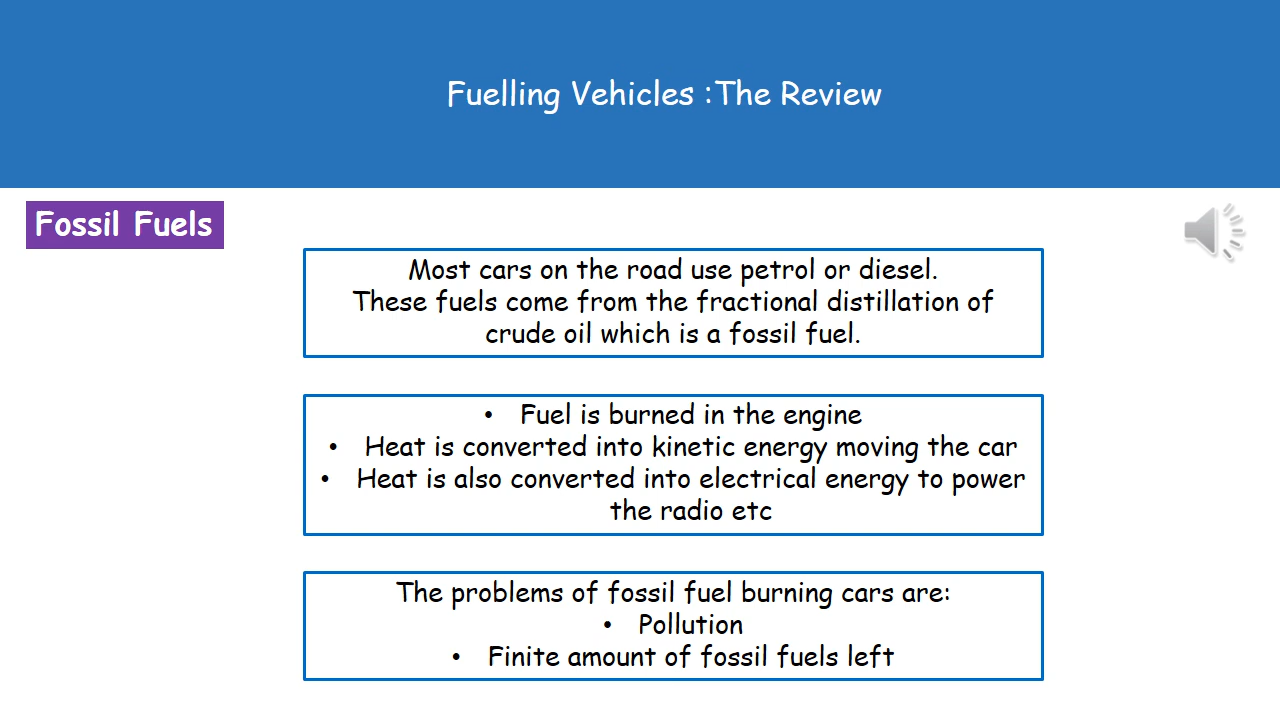 Fuelling Vehicles :The Review
Fossil Fuels
Most cars on the road use petrol or diesel.
These fuels come from the fractional distillation of
crude oil which is a fossil fuel.
• Fuel is burned in the engine
• Heat is converted into kinetic energy moving the car
• Heat is also converted into electrical energy to power
the radio etc
The problems of fossil fuel burning cars are:
• Pollution
• Finite amount of fossil fuels left